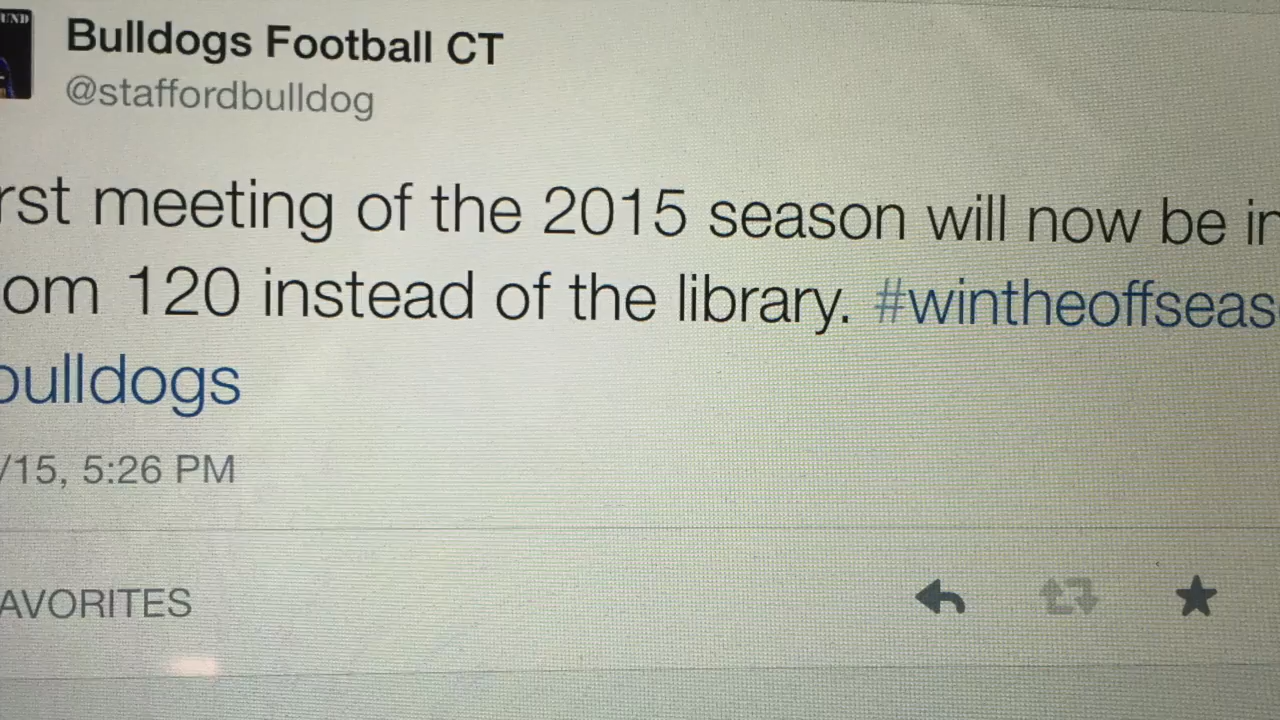 UND
Bulldogs Football CT
@staffordbulldog
rst meeting of the 2015 season will now be in
om 120 instead of the library. #wintheoffseas
bulldogs
/15, 5:26 PM
AVORITES